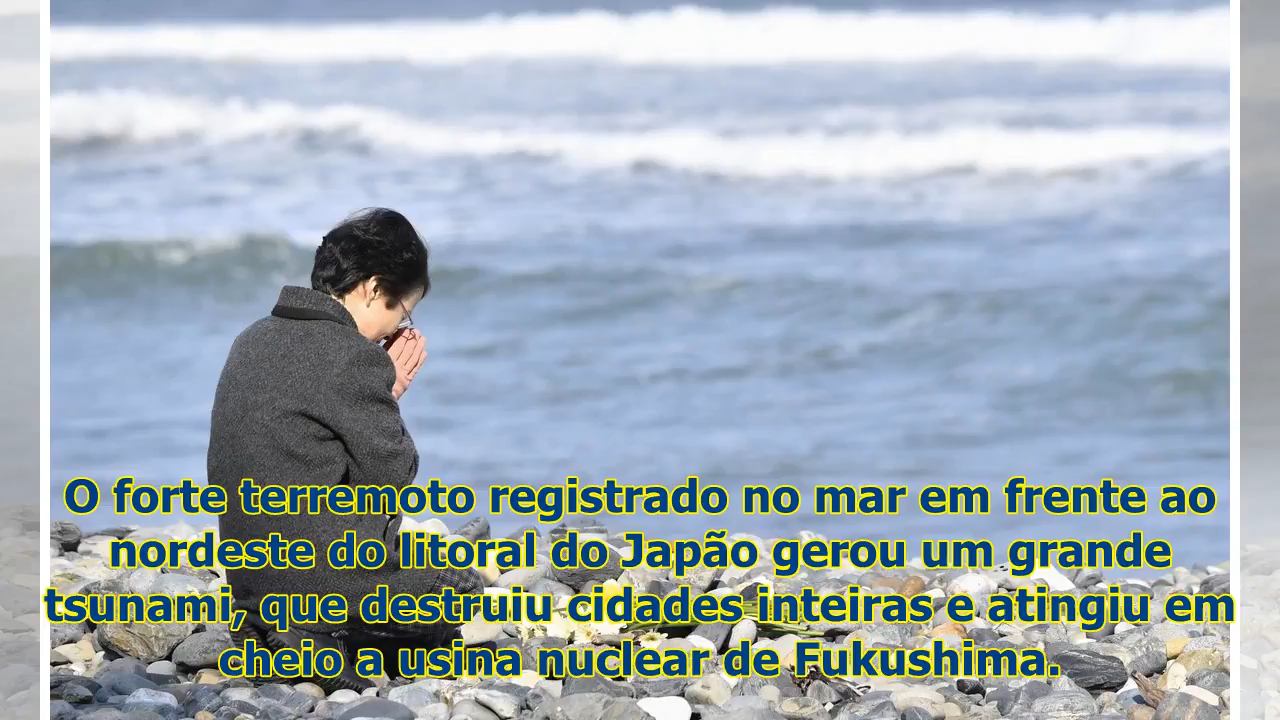 O forte terremoto registrado no mar em frente ao
nordeste do litoral do Japão gerou um grande
tsunami, que destruiu cidades inteiras e atingiu em
cheio a usina nuclear de Fukushima.